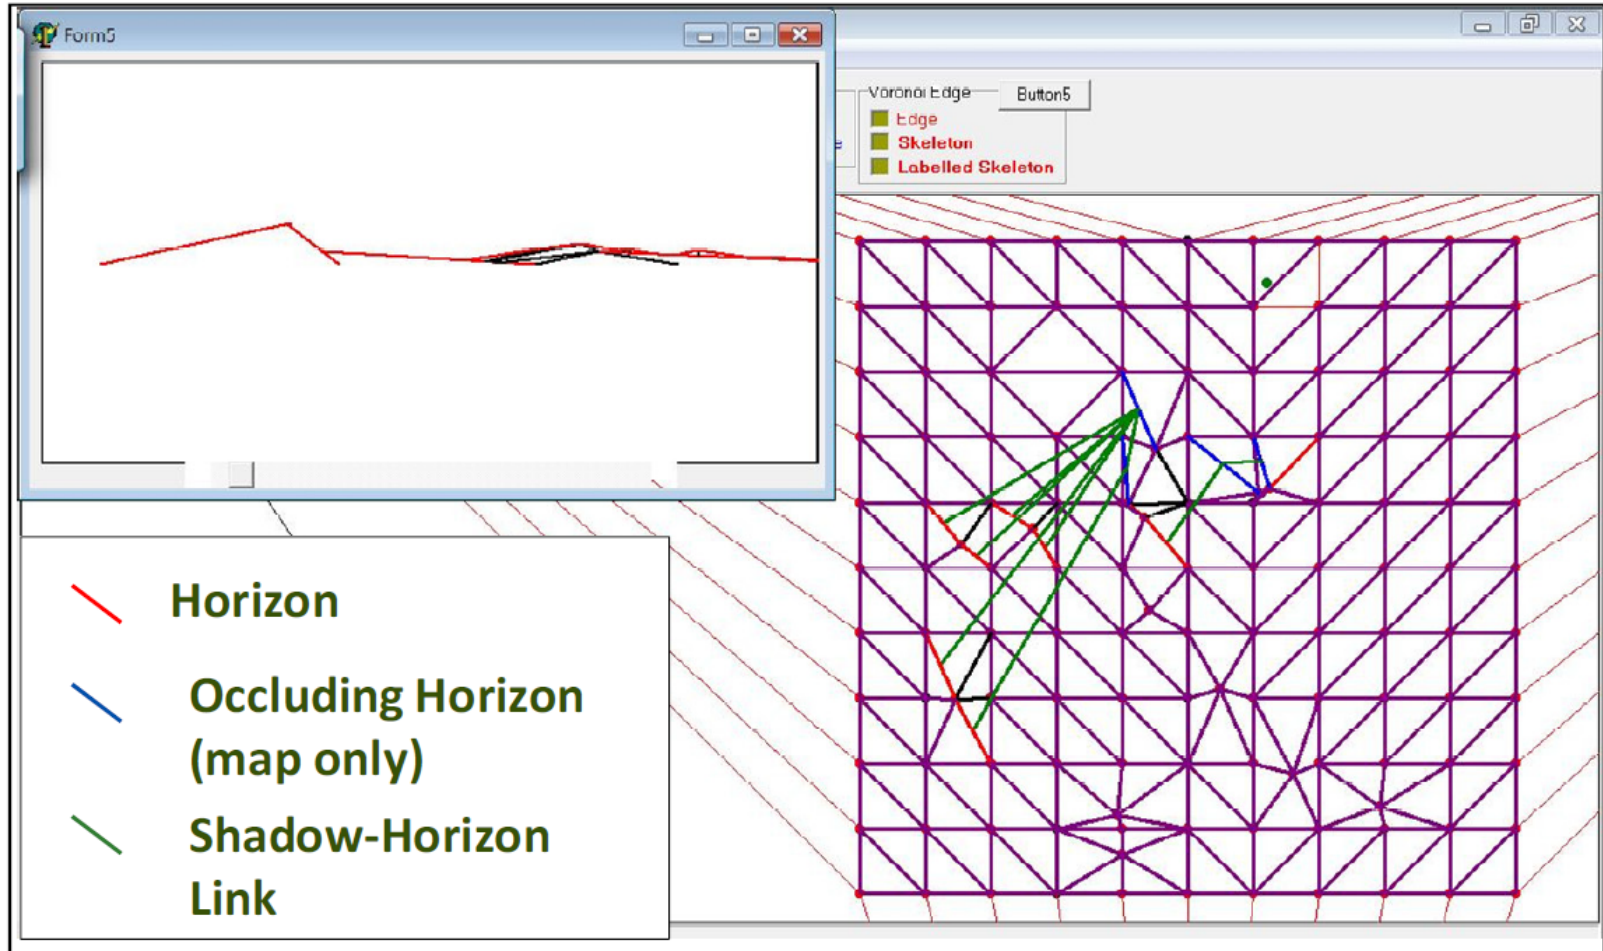 Form5
Voronoi Edge
Button5
Edge
Skeleton
Labelled Skeleton
Horizon
Occluding Horizon
(map only)
Shadow-Horizon
Link